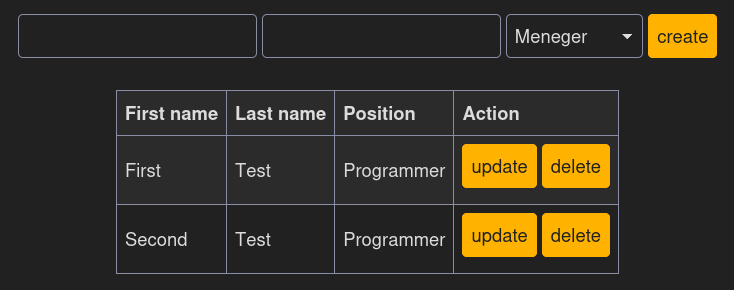 Meneger create
First name Last name Position Action
First Test Programmer update delete
Second Test Programmer update delete